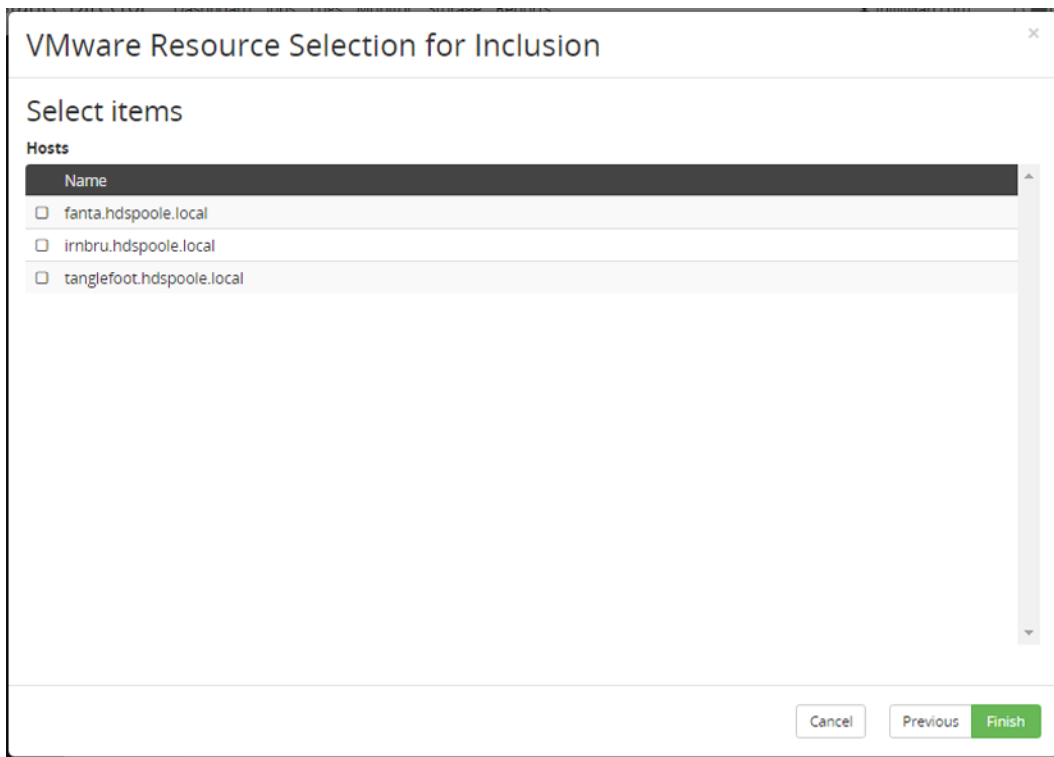 VMware Resource Selection for Inclusion
×
Select items
Hosts
Name
fanta.hdspoole.local
irnbru.hdspoole.local
tanglefoot.hdspoole.local
Cancel Previous Finish